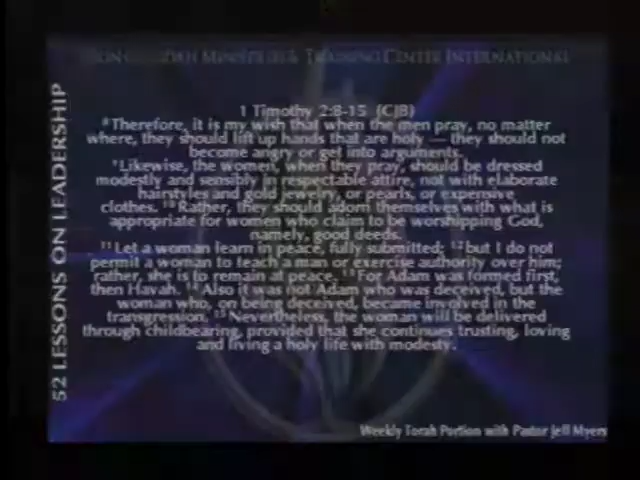 MINISTRIES & TRAINING CENTER INTERNATIONAL
52 LESSONS ON LEADERSHIP
1 Timothy 2:8-15 (CJB)
⁸Therefore, it is my wish that when the men pray, no matter
where, they should lift up hands that are holy — they should not
become angry or get into arguments.
⁹Likewise, the women, when they pray, should be dressed
modestly and sensibly in respectable attire, not with elaborate
hairstyles and gold jewelry, or pearls, or expensive
clothes. ¹⁰Rather, they should adorn themselves with what is
appropriate for women who claim to be worshipping God,
namely, good deeds.
¹¹Let a woman learn in peace, fully submitted; ¹²but I do not
permit a woman to teach a man or exercise authority over him;
rather, she is to remain at peace. ¹³For Adam was formed first,
then Havah. ¹⁴Also it was not Adam who was deceived, but the
woman who, on being deceived, became involved in the
transgression. ¹⁵Nevertheless, the woman will be delivered
through childbearing, provided that she continues trusting, loving
and living a holy life with modesty.
Weekly Torah Portion with Pastor Jeff Myers